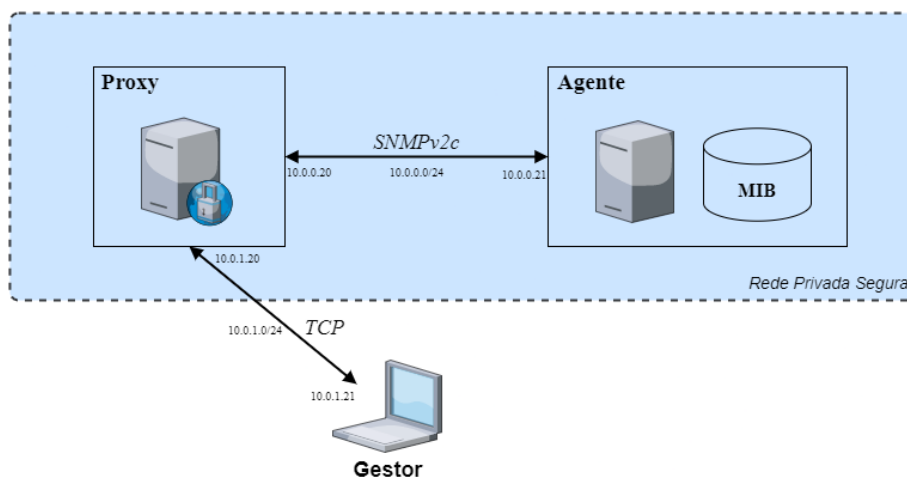 Proxy
Agente
SNMPv2c
10.0.0.20
10.0.0.0/24
10.0.0.21
MIB
10.0.1.20
Rede Privada Segura
10.0.1.0/24
TCP
10.0.1.21
Gestor